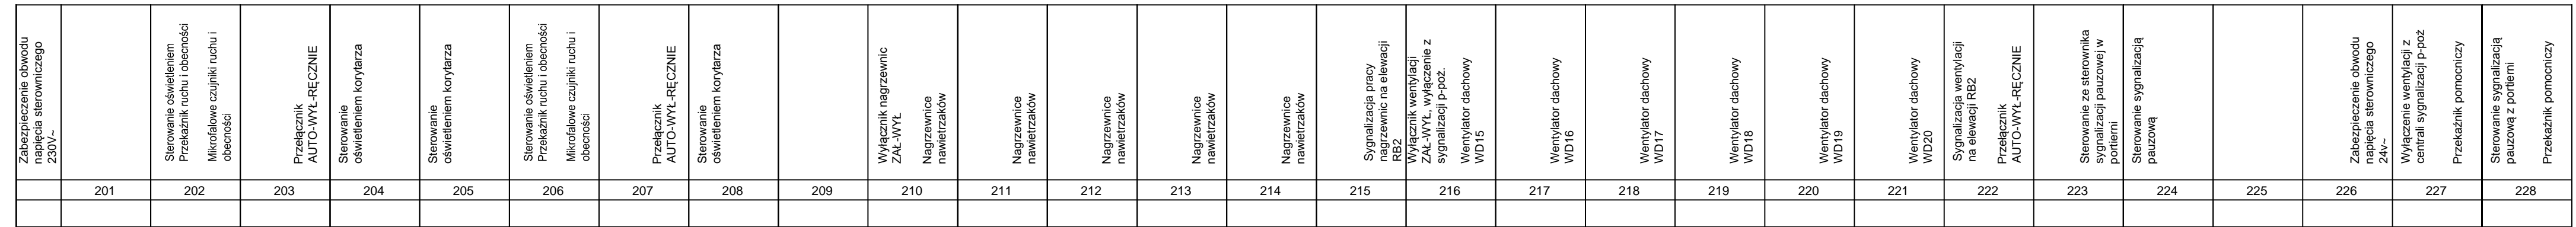 Zabezpieczenie obwodu
napięcia sterowniczego
230V~
Sterowanie oświetleniem
Przekaźnik ruchu i obecności
Mikrofalowe czujniki ruchu i
obecności
Przełącznik
AUTO-WYŁ-RĘCZNIE
Sterowanie
oświetleniem korytarza
Sterowanie
oświetleniem korytarza
Sterowanie oświetleniem
Przekaźnik ruchu i obecności
Mikrofalowe czujniki ruchu i
obecności
Przełącznik
AUTO-WYŁ-RĘCZNIE
Sterowanie
oświetleniem korytarza
Wyłącznik nagrzewnic
ZAŁ-WYŁ
Nagrzewnice
nawietrzaków
Nagrzewnice
nawietrzaków
Nagrzewnice
nawietrzaków
Nagrzewnice
nawietrzaków
Nagrzewnice
nawietrzaków
Sygnalizacja pracy
nagrzewnic na elewacji
RB2
Wyłącznik wentylacji
ZAŁ-WYŁ, wyłączenie z
sygnalizacji p-poż.
Wentylator dachowy
WD15
Wentylator dachowy
WD16
Wentylator dachowy
WD17
Wentylator dachowy
WD18
Wentylator dachowy
WD19
Wentylator dachowy
WD20
Sygnalizacja wentylacji
na elewacji RB2
Przełącznik
AUTO-WYŁ-RĘCZNIE
Sterowanie ze sterownika
sygnalizacji pauzowej w
portierni
Sterowanie sygnalizacją
pauzową
Zabezpieczenie obwodu
napięcia sterowniczego
24v~
Wyłączenie wentylacji z
centrali sygnalizacji p-poż
Przekaźnik pomocniczy
Sterowanie sygnalizacją
pauzową z portierni
Przekaźnik pomocniczy
201 202 203 204 205 206 207 208 209 210 211 212 213 214 215 216 217 218 219 220 221 222 223 224 225 226 227 228